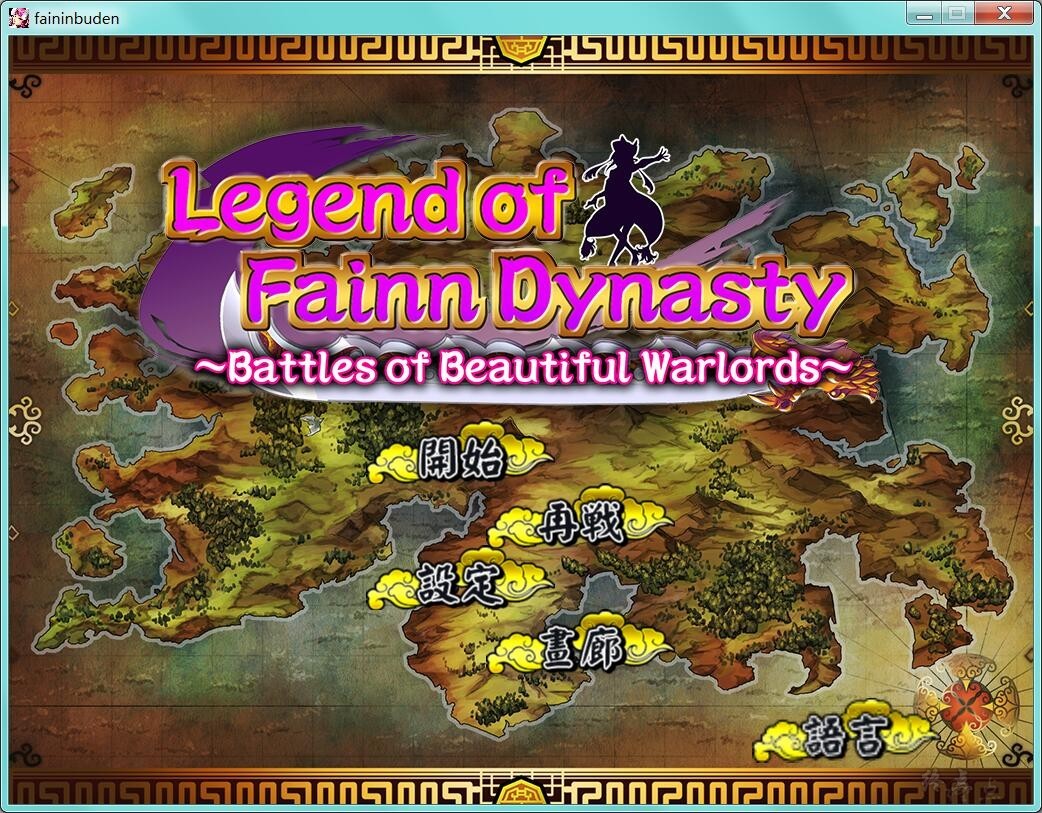 faininbuden
Legend of
Fainn Dynasty
~Battles of Beautiful Warlords~
開始
再戦
設定
畫廊
語言